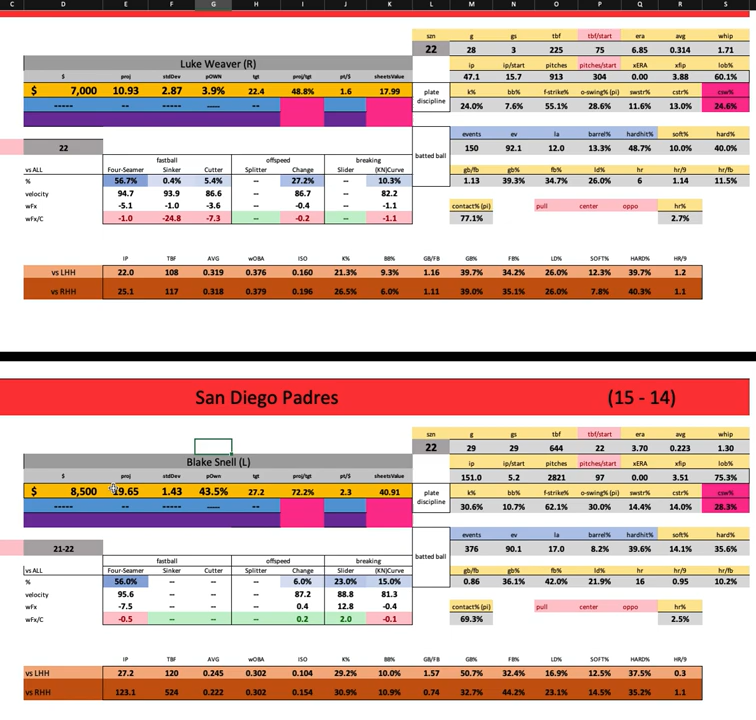 C D E F G H I J K L M N O P Q R S
szn g gs tbf tbf/start era avg whip
22 28 3 225 75 6.85 0.314 1.71
Luke Weaver (R)
ip ip/start pitches pitches/start xERA xfip lob%
47.1 15.7 913 304 0.00 3.88 60.1%
$ proj stdDev pOWN tgt proj/tgt pt/$ sheetsValue
$ 7,000 10.93 2.87 3.9% 22.4 48.8% 1.6 17.99
plate discipline k% bb% f-strike% o-swing% (pi) swstr% cstr% csw%
----- -- ----- ---- --
24.0% 7.6% 55.1% 28.6% 11.6% 13.0% 24.6%
22
events ev la barrel% hardhit% soft% hard%
150 92.1 12.0 13.3% 48.7% 10.0% 40.0%
batted ball
fastball offspeed breaking
vs ALL Four-Seamer Sinker Cutter Splitter Change Slider (KN)Curve
gb/fb gb% fb% ld% hr hr/9 hr/fb
% 56.7% 0.4% 5.4% -- 27.2% -- 10.3%
1.13 39.3% 34.7% 26.0% 6 1.14 11.5%
velocity 94.7 93.9 86.6 -- 86.7 -- 82.2
wFx -5.1 -1.0 -3.6 -- -0.4 -- -1.1
contact% (pi) pull center oppo hr%
wFx/C -1.0 -24.8 -7.3 -- -0.2 -- -1.1
77.1% 2.7%
IP TBF AVG wOBA ISO K% BB% GB/FB GB% FB% LD% SOFT% HARD% HR/9
vs LHH 22.0 108 0.319 0.376 0.160 21.3% 9.3% 1.16 39.7% 34.2% 26.0% 12.3% 39.7% 1.2
vs RHH 25.1 117 0.318 0.379 0.196 26.5% 6.0% 1.11 39.0% 35.1% 26.0% 7.8% 40.3% 1.1
San Diego Padres (15 - 14)
szn g gs tbf tbf/start era avg whip
22 29 29 644 22 3.70 0.223 1.30
Blake Snell (L)
ip ip/start pitches pitches/start xERA xfip lob%
151.0 5.2 2821 97 0.00 3.51 75.3%
$ proj stdDev pOwn tgt proj/tgt pt/$ sheetsValue
$ 8,500 19.65 1.43 43.5% 27.2 72.2% 2.3 40.91
plate discipline k% bb% f-strike% o-swing% (pi) swstr% cstr% csw%
----- -- ----- ---- --
30.6% 10.7% 62.1% 30.0% 14.4% 14.0% 28.3%
21-22
events ev la barrel% hardhit% soft% hard%
376 90.1 17.0 8.2% 39.6% 14.1% 35.6%
batted ball
fastball offspeed breaking
vs ALL Four-Seamer Sinker Cutter Splitter Change Slider (KN)Curve
gb/fb gb% fb% ld% hr hr/9 hr/fb
% 56.0% -- -- -- 6.0% 23.0% 15.0%
0.86 36.1% 42.0% 21.9% 16 0.95 10.2%
velocity 95.6 -- -- -- 87.2 88.8 81.3
wFx -7.5 -- -- -- 0.4 12.8 -0.4
contact% (pi) pull center oppo hr%
wFx/C -0.5 -- -- -- 0.2 2.0 -0.1
69.3% 2.5%
IP TBF AVG wOBA ISO K% BB% GB/FB GB% FB% LD% SOFT% HARD% HR/9
vs LHH 27.2 120 0.245 0.302 0.104 29.2% 10.0% 1.57 50.7% 32.4% 16.9% 12.5% 37.5% 0.3
vs RHH 123.1 524 0.222 0.302 0.154 30.9% 10.9% 0.74 32.7% 44.2% 23.1% 14.5% 35.2% 1.1